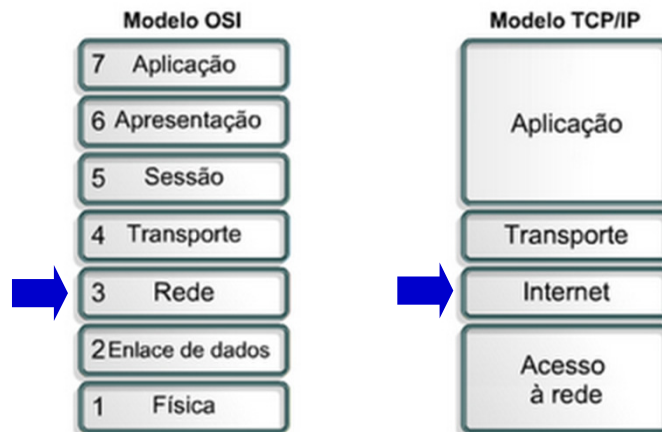 Modelo OSI
7 Aplicação
6 Apresentação
5 Sessão
4 Transporte
3 Rede
2 Enlace de dados
1 Física
Modelo TCP/IP
Aplicação
Transporte
Internet
Acesso
à rede